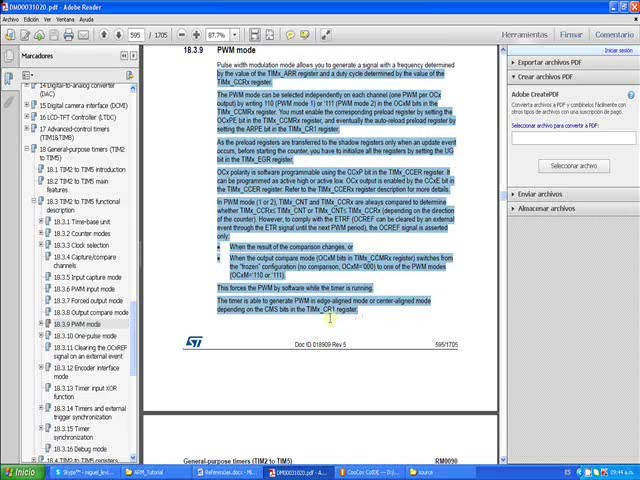 DM00031020.pdf - Adobe Reader
Archivo Edición Ver Ventana Ayuda
595 / 1705
87.7%
Herramientas Firmar Comentario
Iniciar sesión
Marcadores
14 Digital-to-analog converter
(DAC)
15 Digital camera interface (DCMI)
16 LCD-TFT Controller (LTDC)
17 Advanced-control timers
(TIM1&TIM8)
18 General-purpose timers (TIM2
to TIM5)
18.1 TIM2 to TIM5 introduction
18.2 TIM2 to TIM5 main
features
18.3 TIM2 to TIM5 functional
description
18.3.1 Time-base unit
18.3.2 Counter modes
18.3.3 Clock selection
18.3.4 Capture/compare
channels
18.3.5 Input capture mode
18.3.6 PWM input mode
18.3.7 Forced output mode
18.3.8 Output compare mode
18.3.9 PWM mode
18.3.10 One-pulse mode
18.3.11 Clearing the OCxREF
signal on an external event
18.3.12 Encoder interface
mode
18.3.13 Timer input XOR
function
18.3.14 Timers and external
trigger synchronization
18.3.15 Timer
synchronization
18.3.16 Debug mode
18.4 TIM2 to TIM5 registers
18.3.9 PWM mode
Pulse width modulation mode allows you to generate a signal with a frequency determined
by the value of the TIMx_ARR register and a duty cycle determined by the value of the
TIMx_CCRx register.
The PWM mode can be selected independently on each channel (one PWM per OCx
output) by writing 110 (PWM mode 1) or '111 (PWM mode 2) in the OCxM bits in the
TIMx_CCMRx register. You must enable the corresponding preload register by setting the
OCxPE bit in the TIMx_CCMRx register, and eventually the auto-reload preload register by
setting the ARPE bit in the TIMx_CR1 register.
As the preload registers are transferred to the shadow registers only when an update event
occurs, before starting the counter, you have to initialize all the registers by setting the UG
bit in the TIMx_EGR register.
OCx polarity is software programmable using the CCxP bit in the TIMx_CCER register. It
can be programmed as active high or active low. OCx output is enabled by the CCxE bit in
the TIMx_CCER register. Refer to the TIMx_CCERx register description for more details.
In PWM mode (1 or 2), TIMx_CNT and TIMx_CCRx are always compared to determine
whether TIMx_CCRx≤ TIMx_CNT or TIMx_CNT≤ TIMx_CCRx (depending on the direction
of the counter). However, to comply with the ETRF (OCREF can be cleared by an external
event through the ETR signal until the next PWM period), the OCREF signal is asserted
only:
• When the result of the comparison changes, or
• When the output compare mode (OCxM bits in TIMx_CCMRx register) switches from
the "frozen" configuration (no comparison, OCxM='000) to one of the PWM modes
(OCxM='110 or '111).
This forces the PWM by software while the timer is running.
The timer is able to generate PWM in edge-aligned mode or center-aligned mode
depending on the CMS bits in the TIMx_CR1 register.
ST
Doc ID 018909 Rev 5
595/1705
General-purpose timers (TIM2 to TIM5)
RM0090
Exportar archivos PDF
Crear archivo PDF
Adobe CreatePDF
Convierta archivos a PDF y combínelos fácilmente con
otros tipos de archivos con una suscripción de pago.
Seleccionar archivo para convertir a PDF:
Seleccionar archivo
Enviar archivos
Almacenar archivos
Inicio
ARM_Tutorial
Referencias.docx - Mi...
DM00031020.pdf - A...
CooCox CoIDE -- D:\...
source
ES
09:44 a.m.